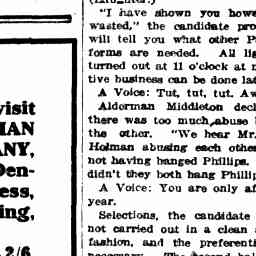 "I have shown you howe
wasted," the candidate pro
will tell you what other P
forms are needed. All lig
turned out at 11 o'clock at n
tive business can be done lat
A Voice: Tut, tut, tut. Aw
Alderman Middleton decl
there was too much abuse b
the other. "We hear Mr.
Holman abusing each othe
not having hanged Phillips.
didn't they both hang Phillip
A Voice: You are only af
year.
Selections, the candidate
not carried out in a clean a
fashion, and the preferenti
visit
IAN
ANY,
Den-
ess,
ing,
2/6